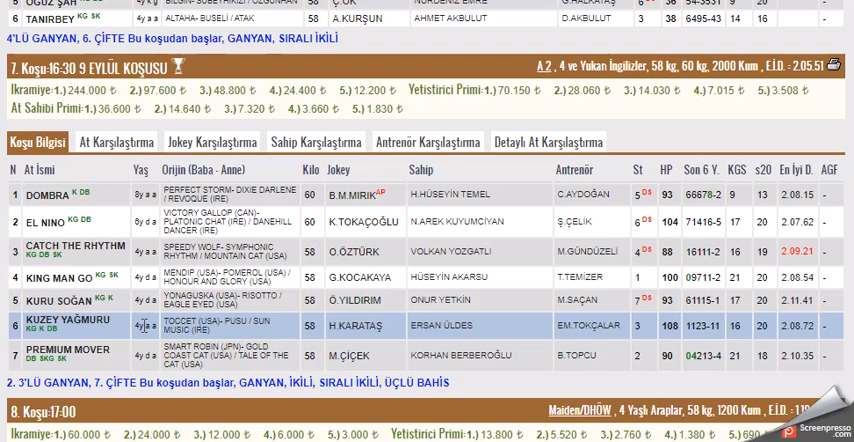 OĞUZ ŞAH KG SK
58
9
20
6 TANIRBEY KG SK ALTAHA- BUSELİ / ATAK 58 A.KURŞUN AHMET AKBULUT D.AKBULUT 3 38 6495-43 14 16
4'LÜ GANYAN, 6. ÇİFTE Bu koşudan başlar, GANYAN, SIRALI İKİLİ
7. Koşu:16:30 9 EYLÜL KOŞUSU A 2 , 4 ve Yukarı İngilizler, 58 kg, 60 kg, 2000 Kum , E.İ.D. : 2.05.51
Ikramiye:1.) 244.000 ₺ 2.) 97.600 ₺ 3.) 48.800 ₺ 4.) 24.400 ₺ 5.) 12.200 ₺ Yetistirici Primi:1.) 70.150 ₺ 2.) 28.060 ₺ 3.) 14.030 ₺ 4.) 7.015 ₺ 5.) 3.508 ₺
At Sahibi Primi:1.) 36.600 ₺ 2.) 14.640 ₺ 3.) 7.320 ₺ 4.) 3.660 ₺ 5.) 1.830 ₺
Koşu Bilgisi At Karşılaştırma Jokey Karşılaştırma Sahip Karşılaştırma Antrenör Karşılaştırma Detaylı At Karşılaştırma
N At İsmi Yaş Orijin (Baba - Anne) Kilo Jokey Sahip Antrenör St HP Son 6 Y. KGS s20 En İyi D. AGF
1 DOMBRA K DB 8y a a PERFECT STORM- DIXIE DARLENE / REVOQUE (IRE) 60 B.M.MIRIK AP H.HÜSEYİN TEMEL C.AYDOĞAN 5 DS 93 66678-2 9 13 2.08.15 -
2 EL NINO KG DB 6y d a VICTORY GALLOP (CAN)- PLATONIC CHAT (IRE) / DANEHILL DANCER (IRE) 60 K.TOKAÇOĞLU N.AREK KUYUMCİYAN Ş.ÇELİK 6 DS 104 71416-5 17 20 2.07.62 -
3 CATCH THE RHYTHM KG DB SK 4y a a SPEEDY WOLF- SYMPHONIC RHYTHM / MOUNTAIN CAT (USA) 58 O.ÖZTÜRK VOLKAN YOZGATLI M.GÜNDÜZELİ 4 DS 88 16111-2 16 19 2.09.21 -
4 KING MAN GO KG SK 4y a a MENDIP (USA)- POMEROL (USA) / HONOUR AND GLORY (USA) 58 G.KOCAKAYA HÜSEYİN AKARSU T.TEMİZER 1 100 09711-2 21 20 2.08.54 -
5 KURU SOĞAN KG K 4y d a YONAGUSKA (USA)- RISOTTO / EAGLE EYED (USA) 58 Ö.YILDIRIM ONUR YETKİN M.SAÇAN 7 DS 93 61115-1 17 20 2.11.41 -
6 KUZEY YAĞMURU KG K DB 4y a a TOCCET (USA)- PUSU / SUN MUSIC (IRE) 58 H.KARATAŞ ERSAN ÜLDES EM.TOKÇALAR 3 108 1123-11 16 20 2.08.72 -
7 PREMIUM MOVER DB SKG SK 4y d a SMART ROBIN (JPN)- GOLD COAST CAT (USA) / TALE OF THE CAT (USA) 58 M.ÇİÇEK KORHAN BERBEROĞLU B.TOPCU 2 90 04213-4 21 18 2.10.35 -
2. 3'LÜ GANYAN, 7. ÇİFTE Bu koşudan başlar, GANYAN, İKİLİ, SIRALI İKİLİ, ÜÇLÜ BAHİS
8. Koşu:17:00 Maiden/DHÖW , 4 Yaşlı Araplar, 58 kg, 1200 Kum , E.İ.D. :
Ikramiye:1.) 60.000 ₺ 2.) 24.000 ₺ 3.) 12.000 ₺ 4.) 6.000 ₺ 5.) 3.000 ₺ Yetistirici Primi:1.) 13.800 ₺ 2.) 5.520 ₺ 3.) 2.760 ₺ 4.) 1.380 ₺ 5.)
Screenpresso
.com